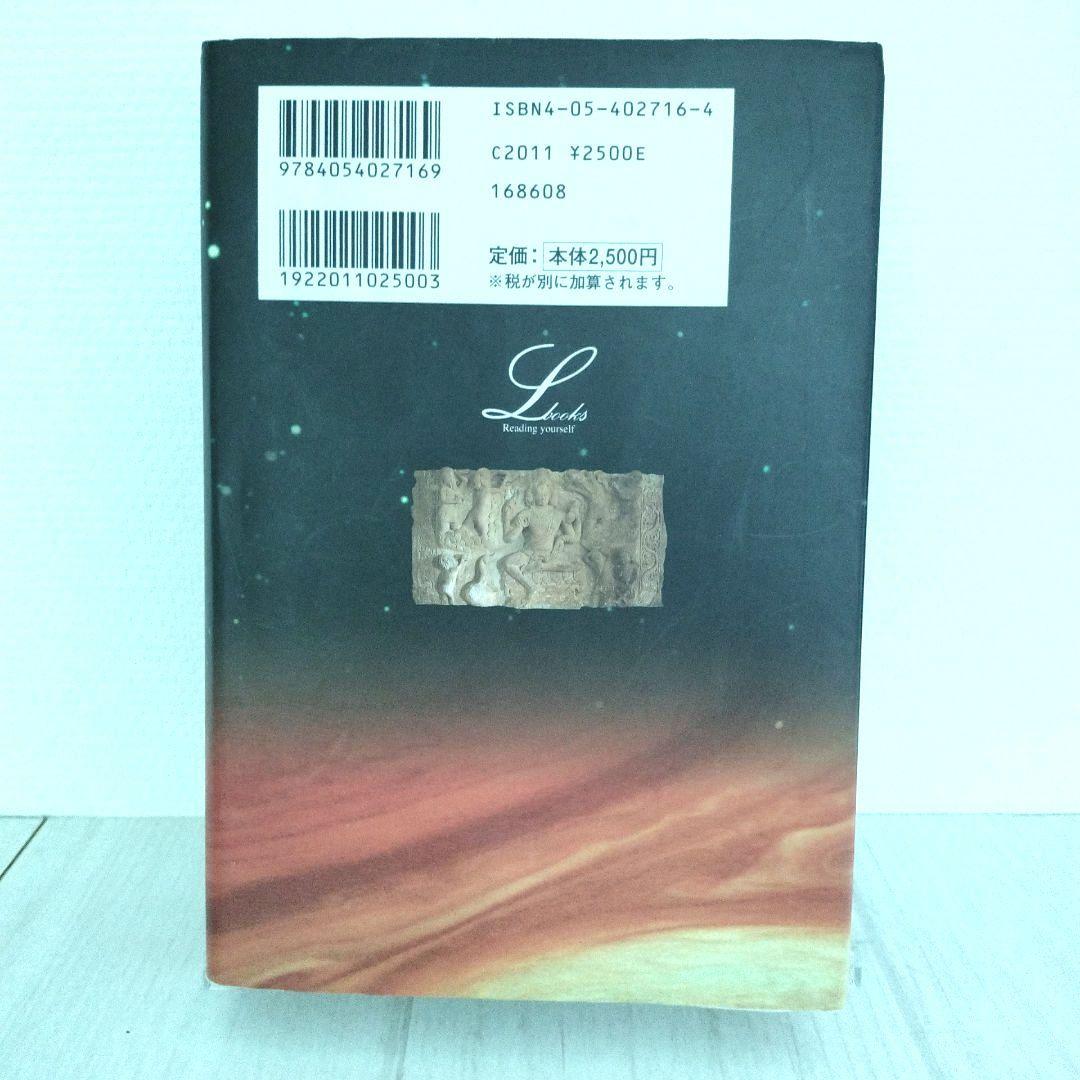 ISBN4-05-402716-4
9784054027169
C2011 ¥2500E
168608
1922011025003
定価：本体2,500円
※税が別に加算されます。
Lbooks
Reading yourself